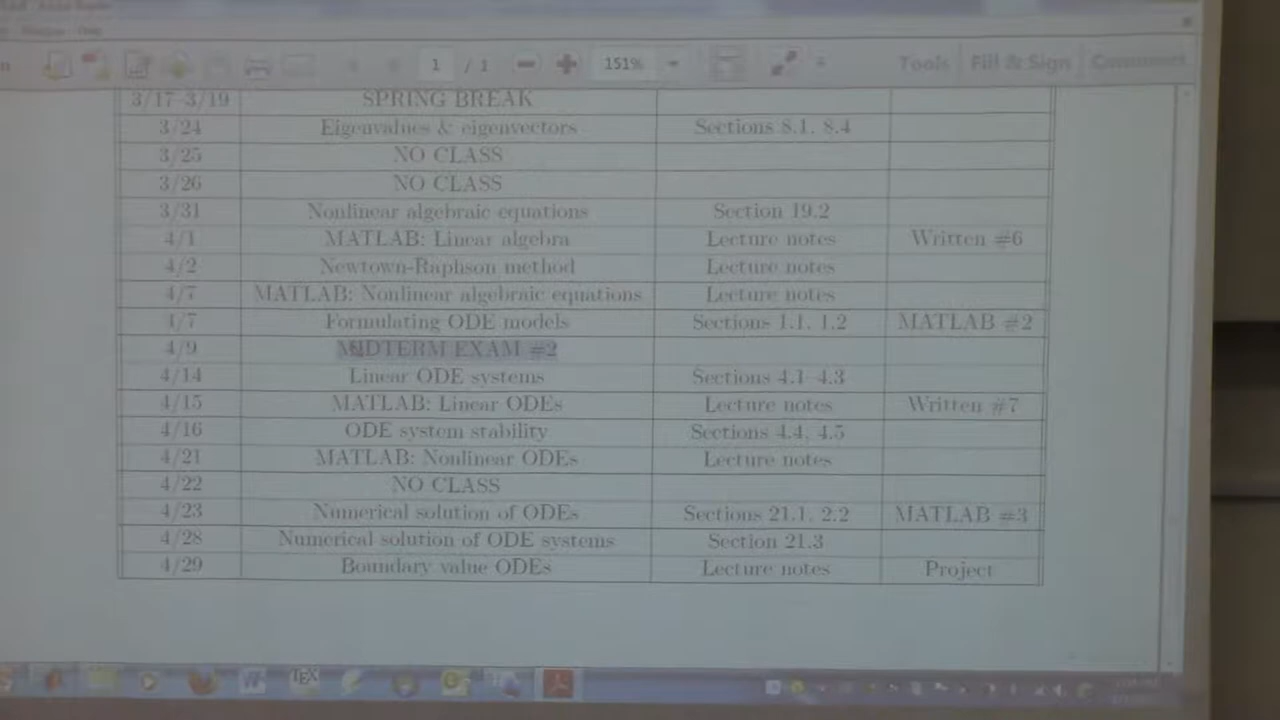 1 / 1 151% Tools Fill & Sign Comment
3/17–3/19 SPRING BREAK
3/24 Eigenvalues & eigenvectors Sections 8.1, 8.4
3/25 NO CLASS
3/26 NO CLASS
3/31 Nonlinear algebraic equations Section 19.2
4/1 MATLAB: Linear algebra Lecture notes Written #6
4/2 Newtown-Raphson method Lecture notes
4/7 MATLAB: Nonlinear algebraic equations Lecture notes
4/7 Formulating ODE models Sections 1.1, 1.2 MATLAB #2
4/9 MIDTERM EXAM #2
4/14 Linear ODE systems Sections 4.1–4.3
4/15 MATLAB: Linear ODEs Lecture notes Written #7
4/16 ODE system stability Sections 4.4, 4.5
4/21 MATLAB: Nonlinear ODEs Lecture notes
4/22 NO CLASS
4/23 Numerical solution of ODEs Sections 21.1, 2.2 MATLAB #3
4/28 Numerical solution of ODE systems Section 21.3
4/29 Boundary value ODEs Lecture notes Project
TEX